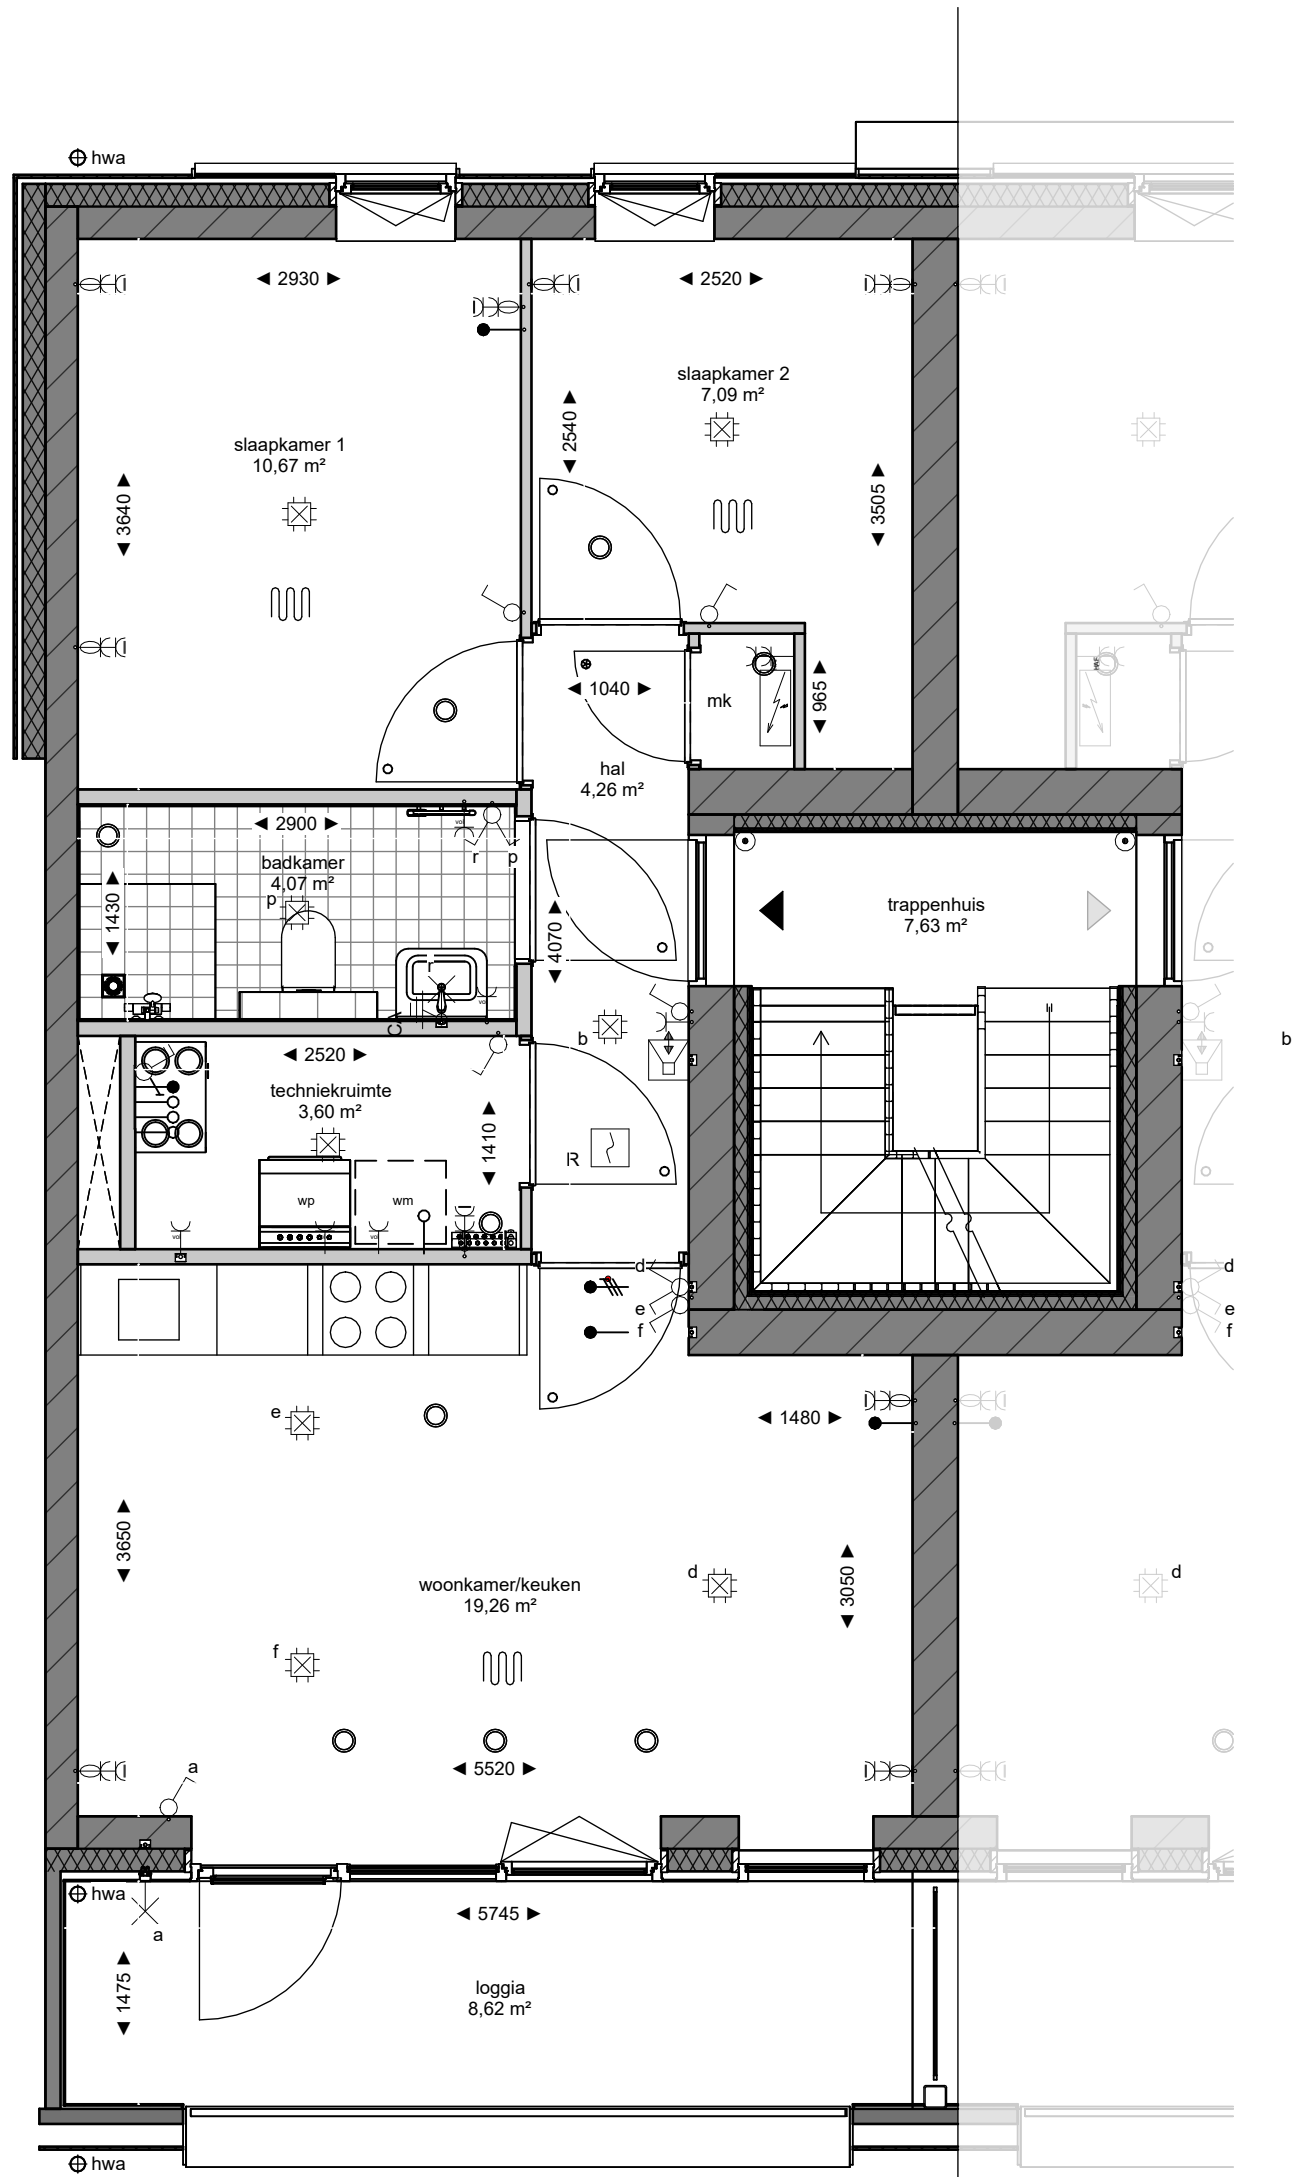 hwa
◄ 2930 ►
◄ 2520 ►
slaapkamer 2
7,09 m²
◄ 2540 ►
slaapkamer 1
10,67 m²
◄ 3640 ►
◄ 3505 ►
◄ 1040 ►
mk
◄ 965 ►
hal
4,26 m²
◄ 2900 ►
vol
r
p
badkamer
4,07 m²
p
◄ 1430 ►
trappenhuis
7,63 m²
◄ 4070 ►
r
vol
CA
b
b
◄ 2520 ►
techniekruimte
3,60 m²
◄ 1410 ►
R
wp
wm
d
d
e
e
f
f
e
◄ 1480 ►
◄ 3650 ►
d
d
woonkamer/keuken
19,26 m²
◄ 3050 ►
f
a
◄ 5520 ►
hwa
a
◄ 5745 ►
◄ 1475 ►
loggia
8,62 m²
hwa